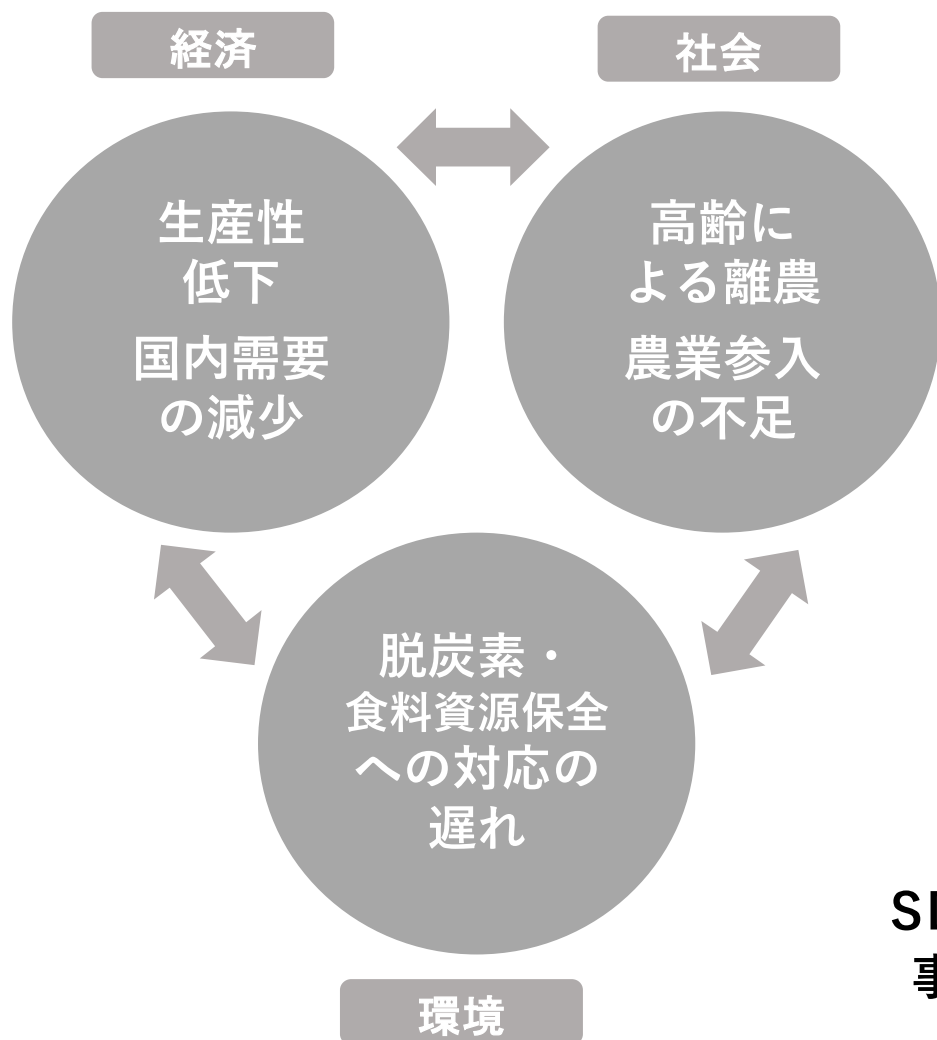 経済
社会
生産性
低下
国内需要
の減少
高齢に
よる離農
農業参入
の不足
脱炭素・
食料資源保全
への対応の
遅れ
環境